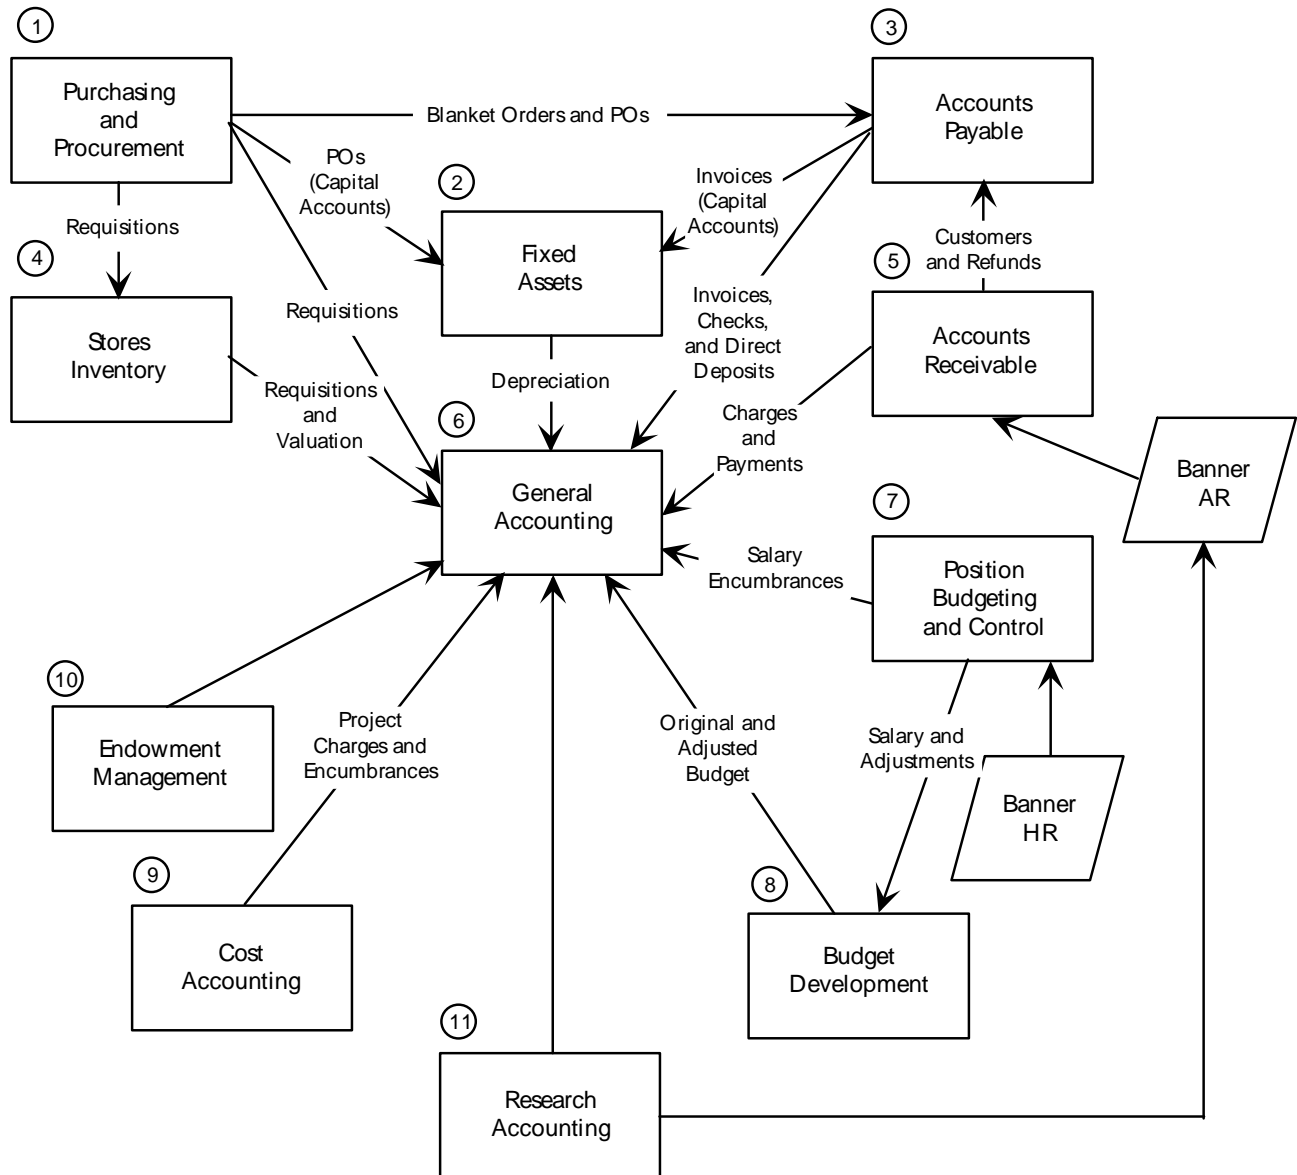 1
Purchasing
and
Procurement
Blanket Orders and POs
3
Accounts
Payable
POs
(Capital
Accounts)
2
Fixed
Assets
Invoices
(Capital
Accounts)
Requisitions
4
Stores
Inventory
Requisitions
Customers
and Refunds
5
Accounts
Receivable
Invoices,
Checks,
and Direct
Deposits
Depreciation
Requisitions
and
Valuation
Charges
and
Payments
6
General
Accounting
Banner
AR
7
Position
Budgeting
and Control
Salary
Encumbrances
10
Endowment
Management
Project
Charges and
Encumbrances
Original and
Adjusted
Budget
Salary and
Adjustments
Banner
HR
9
Cost
Accounting
8
Budget
Development
11
Research
Accounting